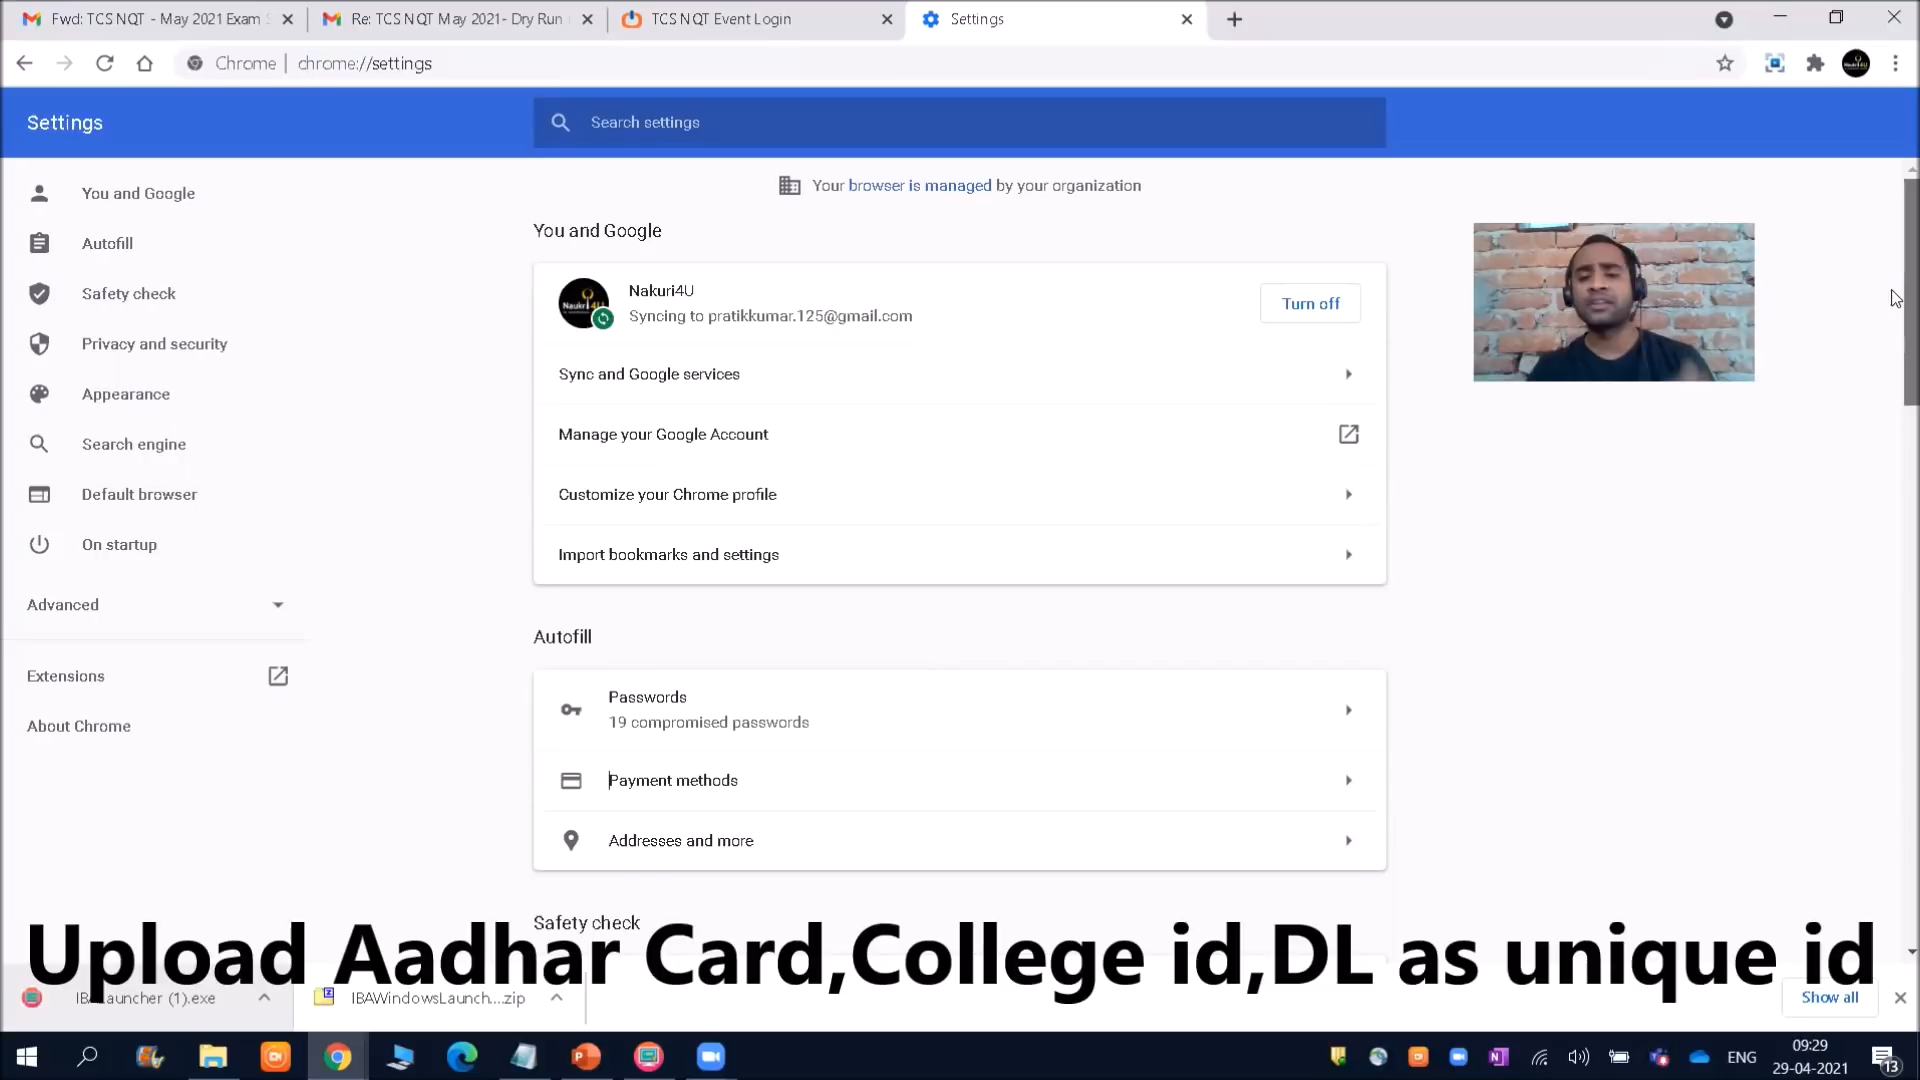 Fwd: TCS NQT - May 2021 Exam
Re: TCS NQT May 2021- Dry Run
TCS NQT Event Login
Settings
Chrome | chrome://settings
Settings
Search settings
Your browser is managed by your organization
You and Google
Autofill
Safety check
Privacy and security
Appearance
Search engine
Default browser
On startup
Advanced
Extensions
About Chrome
You and Google
Nakuri4U
Syncing to pratikkumar.125@gmail.com
Turn off
Sync and Google services
Manage your Google Account
Customize your Chrome profile
Import bookmarks and settings
Autofill
Passwords
19 compromised passwords
Payment methods
Addresses and more
Safety check
Upload Aadhar Card,College id,DL as unique id
(1).exe
IBAWindowsLaunch....zip
Show all
ENG
09:29
29-04-2021
13